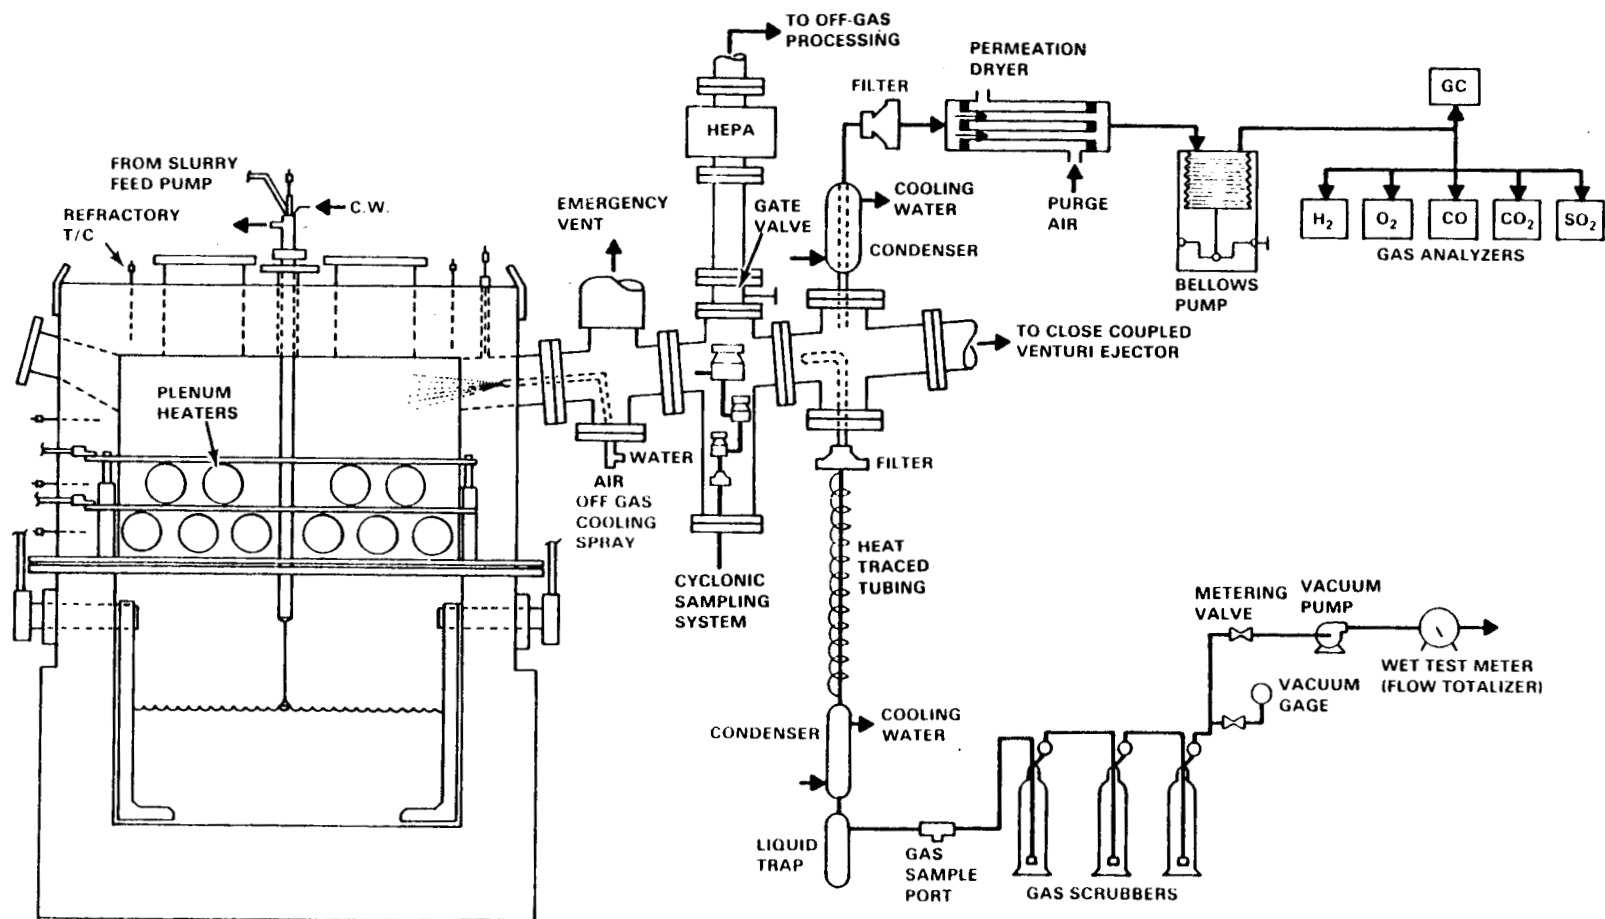 TO OFF-GAS
PROCESSING
PERMEATION
DRYER
FILTER
GC
HEPA
FROM SLURRY
FEED PUMP
C.W.
REFRACTORY
T/C
EMERGENCY
VENT
GATE
VALVE
COOLING
WATER
CONDENSER
PURGE
AIR
BELLOWS
PUMP
H2
O2
CO
CO2
SO2
GAS ANALYZERS
TO CLOSE COUPLED
VENTURI EJECTOR
PLENUM
HEATERS
WATER
AIR
OFF GAS
COOLING
SPRAY
FILTER
CYCLONIC
SAMPLING
SYSTEM
HEAT
TRACED
TUBING
METERING
VALVE
VACUUM
PUMP
WET TEST METER
(FLOW TOTALIZER)
VACUUM
GAGE
CONDENSER
COOLING
WATER
LIQUID
TRAP
GAS
SAMPLE
PORT
GAS SCRUBBERS